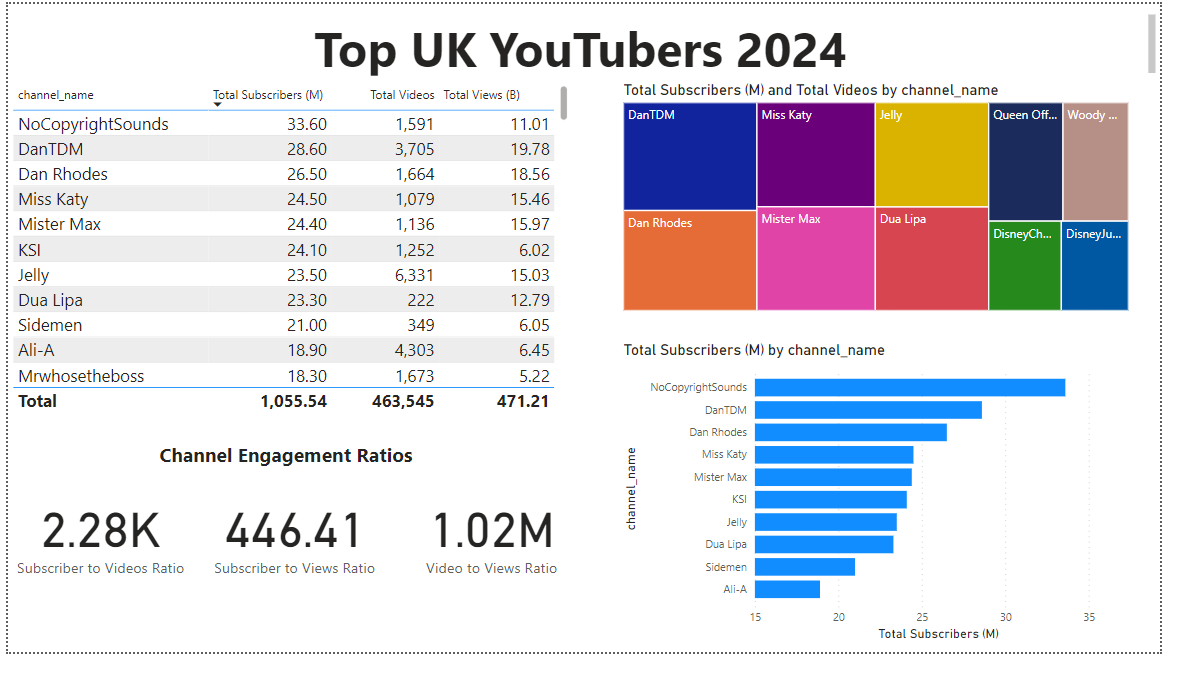 Top UK YouTubers 2024
channel_name Total Subscribers (M) Total Videos Total Views (B)
NoCopyrightSounds 33.60 1,591 11.01
DanTDM 28.60 3,705 19.78
Dan Rhodes 26.50 1,664 18.56
Miss Katy 24.50 1,079 15.46
Mister Max 24.40 1,136 15.97
KSI 24.10 1,252 6.02
Jelly 23.50 6,331 15.03
Dua Lipa 23.30 222 12.79
Sidemen 21.00 349 6.05
Ali-A 18.90 4,303 6.45
Mrwhosetheboss 18.30 1,673 5.22
Total 1,055.54 463,545 471.21
Channel Engagement Ratios
2.28K 446.41 1.02M
Subscriber to Videos Ratio Subscriber to Views Ratio Video to Views Ratio
Total Subscribers (M) and Total Videos by channel_name
DanTDM Miss Katy Jelly Queen Off... Woody ...
Dan Rhodes Mister Max Dua Lipa DisneyCh... DisneyJu...
Total Subscribers (M) by channel_name
channel_name
NoCopyrightSounds
DanTDM
Dan Rhodes
Miss Katy
Mister Max
KSI
Jelly
Dua Lipa
Sidemen
Ali-A
15 20 25 30 35
Total Subscribers (M)